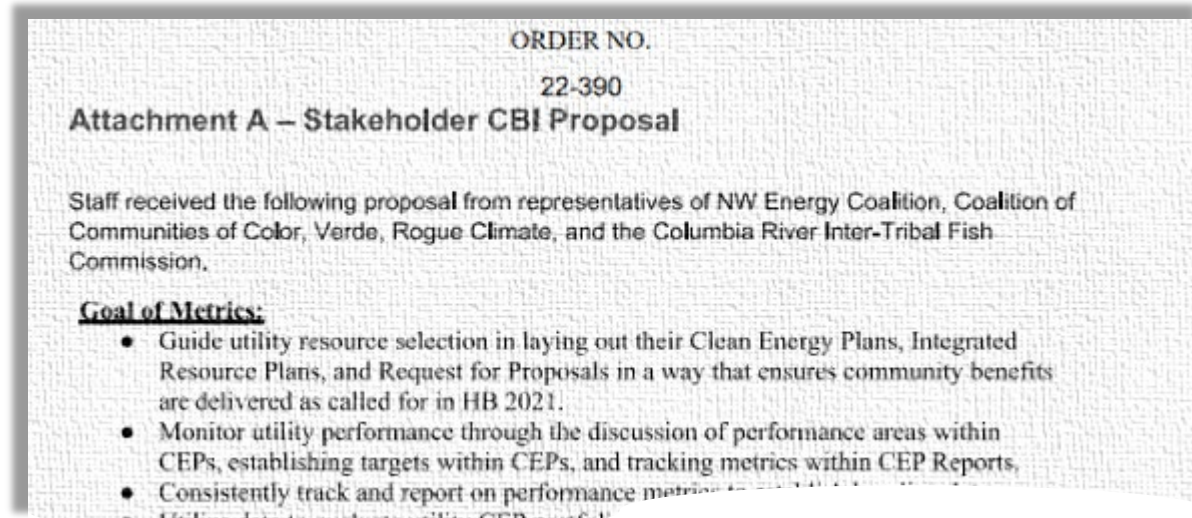 ORDER NO.
22-390
Attachment A – Stakeholder CBI Proposal
Staff received the following proposal from representatives of NW Energy Coalition, Coalition of
Communities of Color, Verde, Rogue Climate, and the Columbia River Inter-Tribal Fish
Commission.
Goal of Metrics:
● Guide utility resource selection in laying out their Clean Energy Plans, Integrated
Resource Plans, and Request for Proposals in a way that ensures community benefits
are delivered as called for in HB 2021.
● Monitor utility performance through the discussion of performance areas within
CEPs, establishing targets within CEPs, and tracking metrics within CEP Reports.
● Consistently track and report on performance metrics to